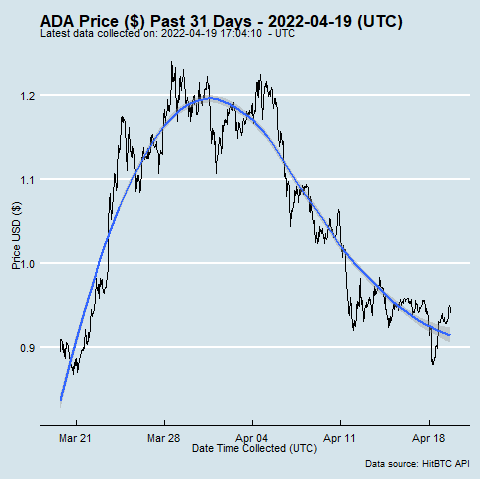 ADA Price ($) Past 31 Days - 2022-04-19 (UTC)
Latest data collected on: 2022-04-19 17:04:10  - UTC
1.2
1.1
1.0
0.9
Price USD ($)
Mar 21
Mar 28
Apr 04
Apr 11
Apr 18
Date Time Collected (UTC)
Data source: HitBTC API